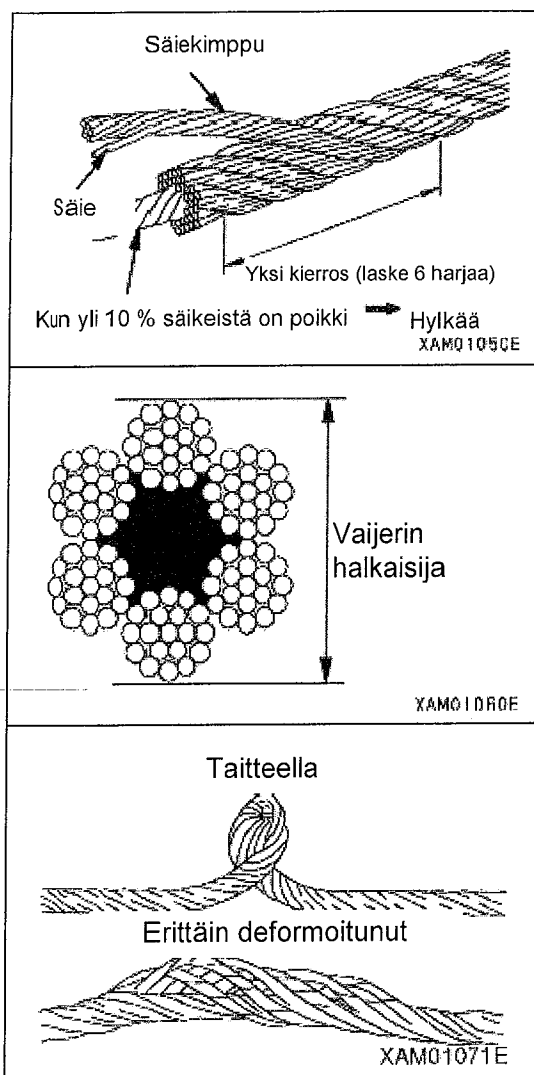 Säiekimppu
Säie
Yksi kierros (laske 6 harjaa)
Kun yli 10 % säikeistä on poikki
Hylkää
XAM01050E
Vaijerin
halkaisija
XAM01060E
Taitteella
Erittäin deformoitunut
XAM01071E